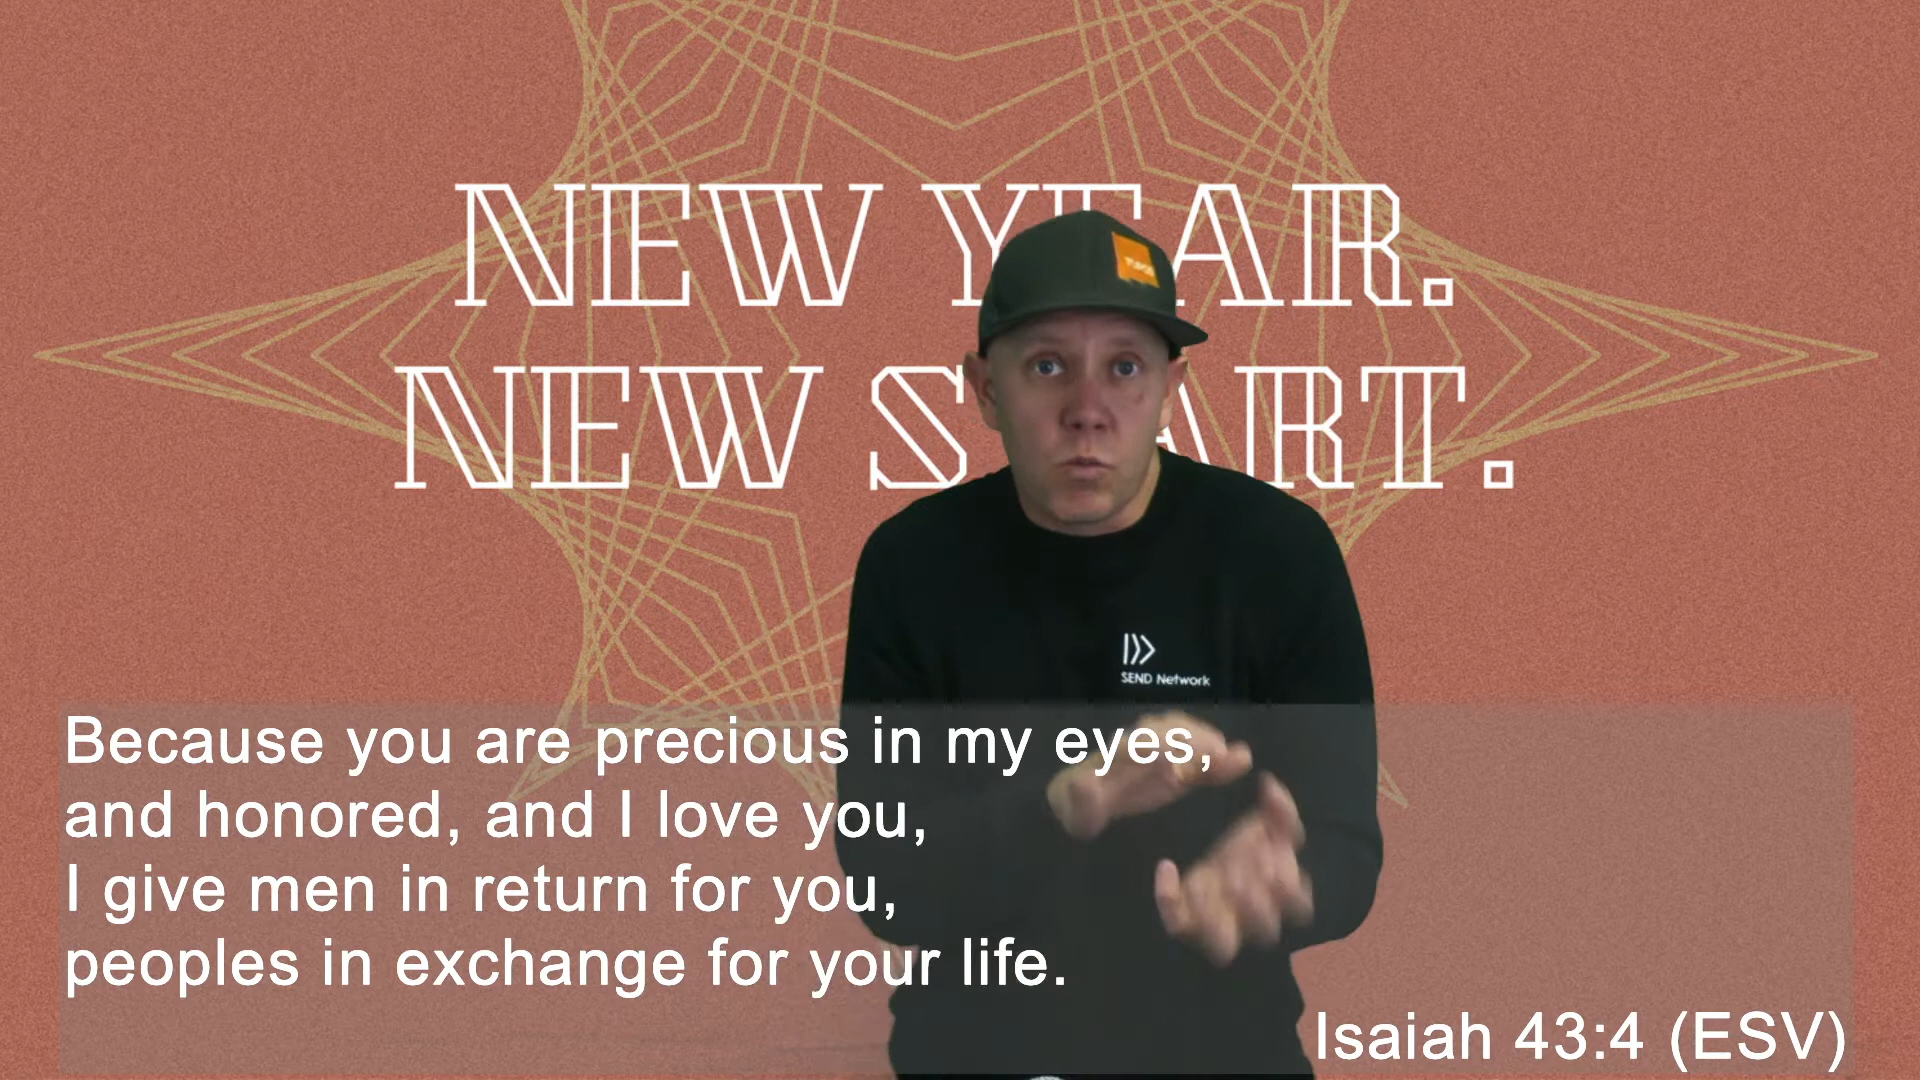 NEW YEAR.
NEW START.
SEND Network
Because you are precious in my eyes,
and honored, and I love you,
I give men in return for you,
peoples in exchange for your life.
Isaiah 43:4 (ESV)